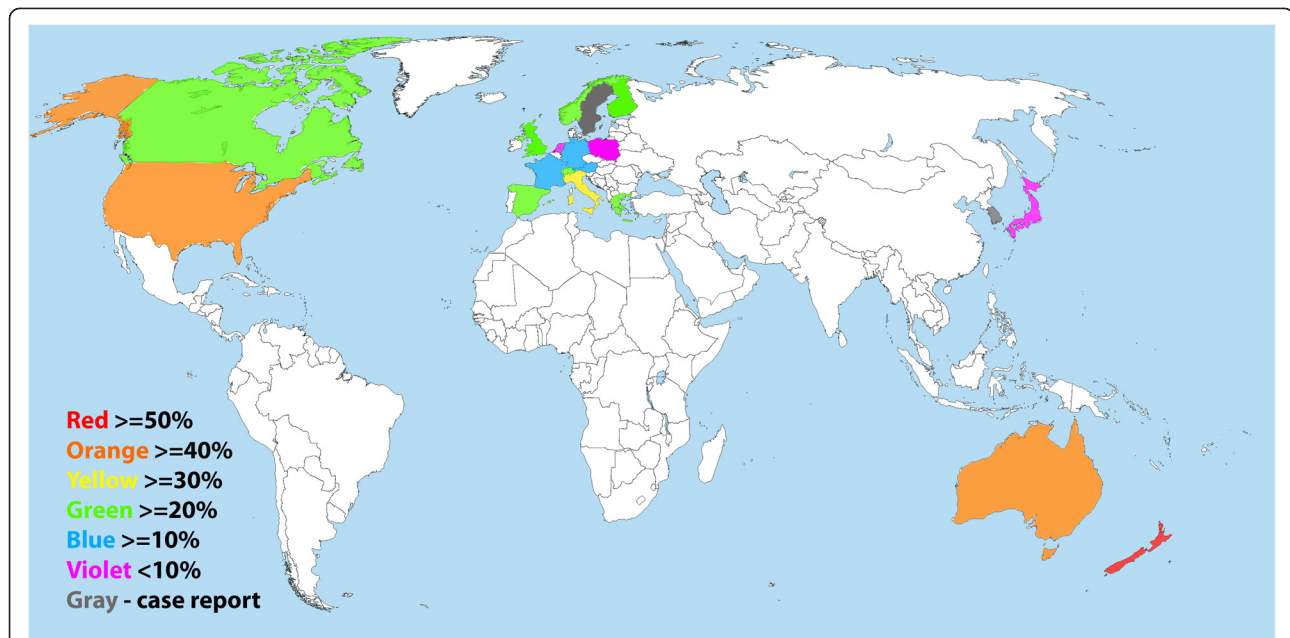 Red >=50%
Orange >=40%
Yellow >=30%
Green >=20%
Blue >=10%
Violet <10%
Gray - case report